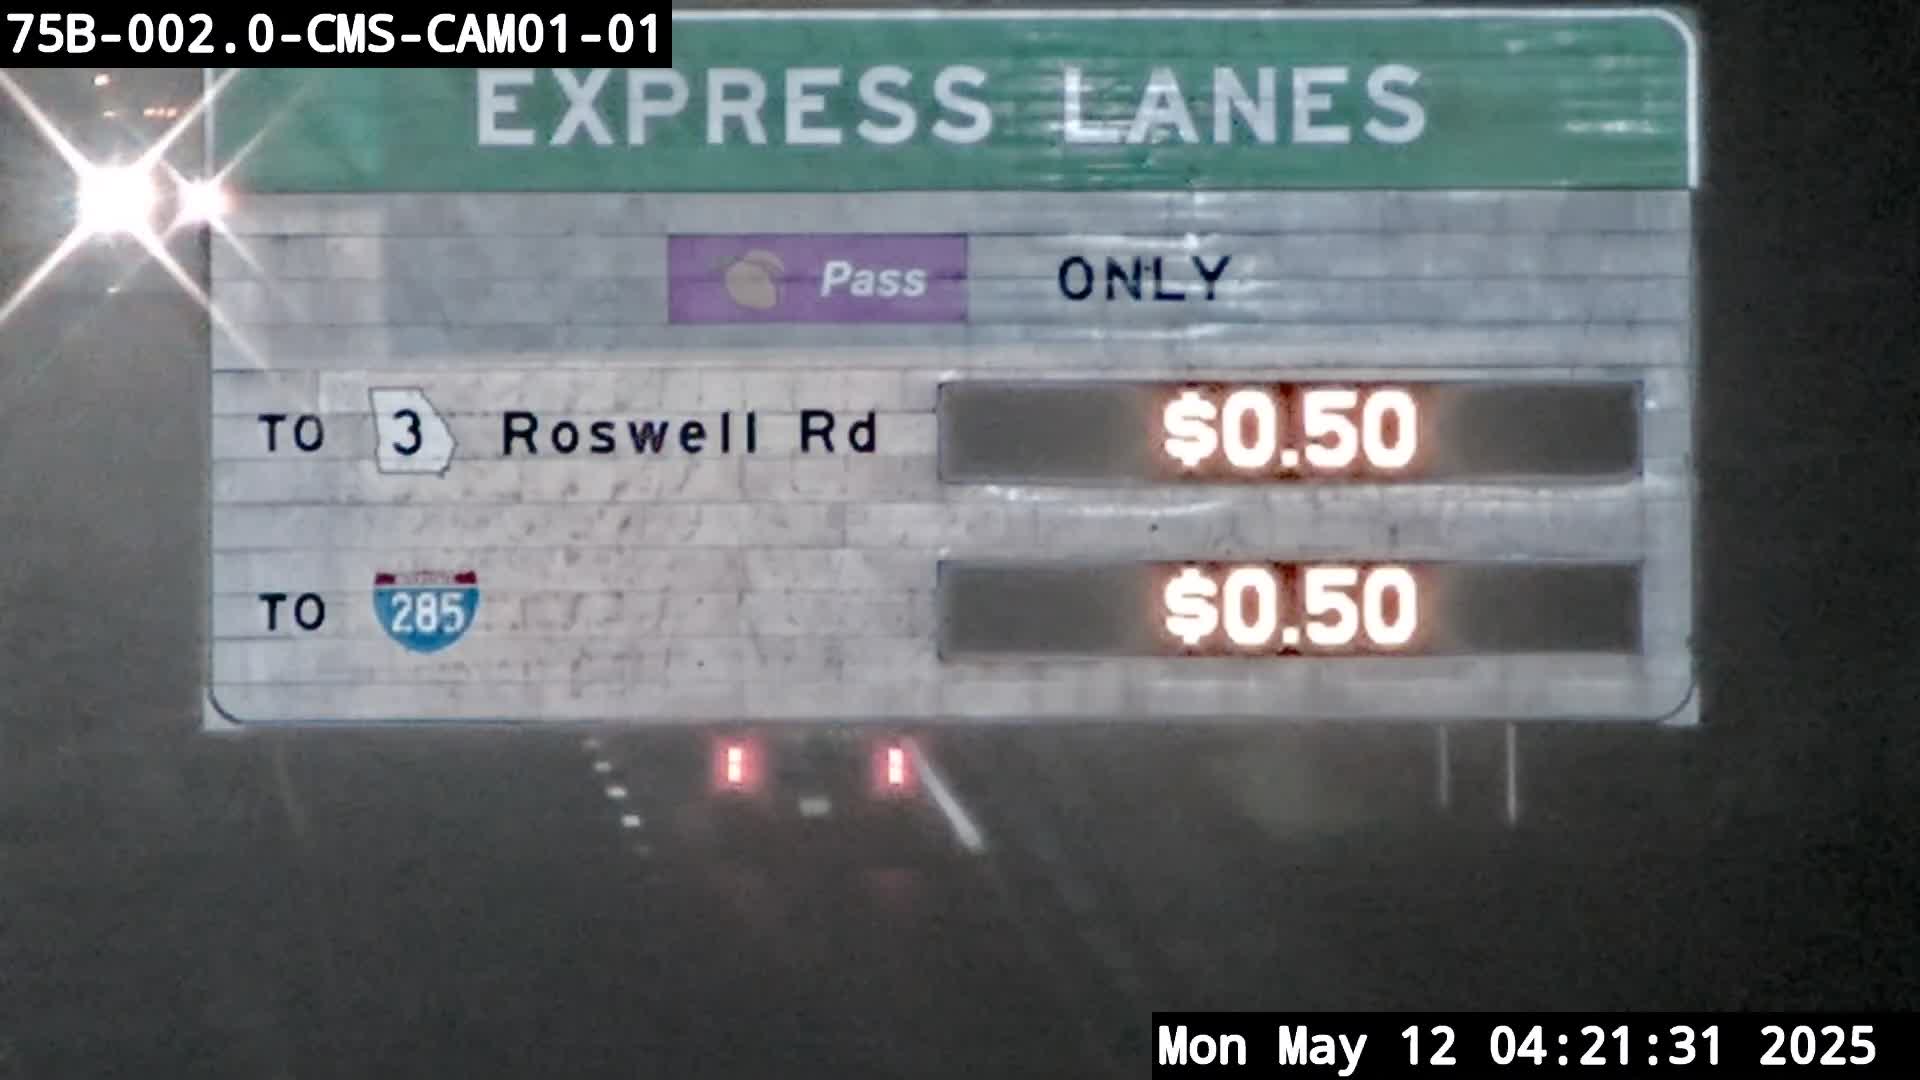 75B-002.0-CMS-CAM01-01
EXPRESS LANES
Pass ONLY
TO 3 Roswell Rd $0.50
TO 285 $0.50
Mon May 12 04:21:31 2025